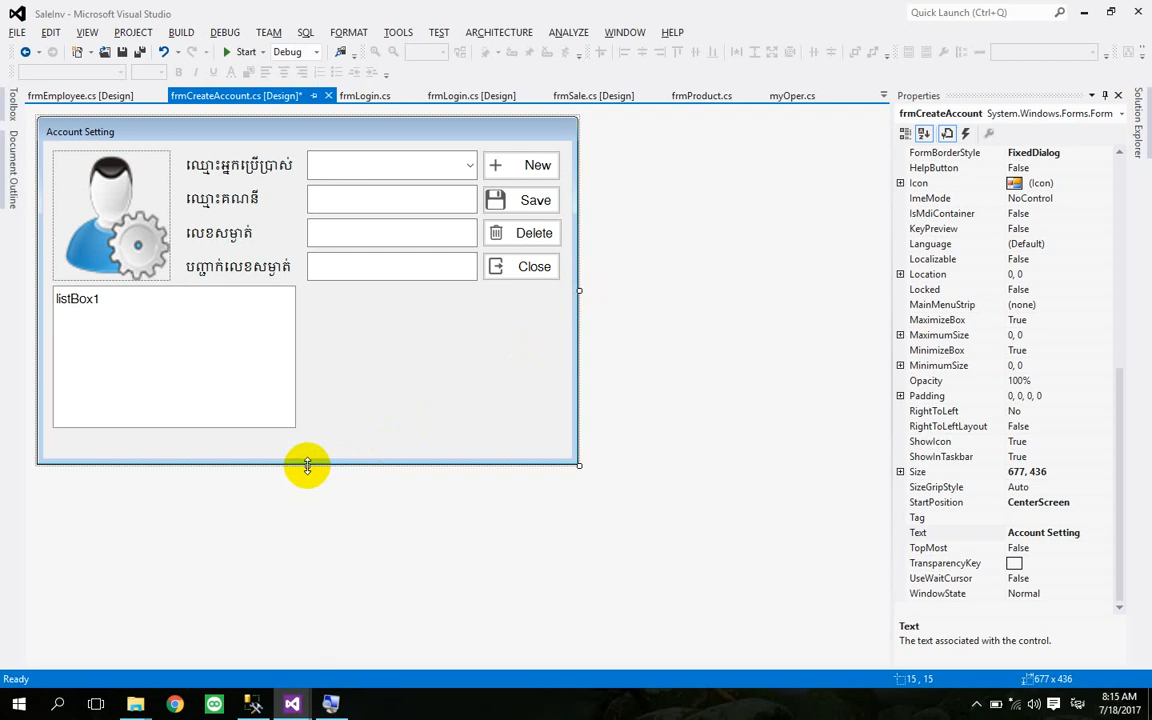 SaleInv - Microsoft Visual Studio
Quick Launch (Ctrl+Q)
FILE EDIT VIEW PROJECT BUILD DEBUG TEAM SQL FORMAT TOOLS TEST ARCHITECTURE ANALYZE WINDOW HELP
Start Debug
frmEmployee.cs [Design] frmCreateAccount.cs [Design]* frmLogin.cs frmLogin.cs [Design] frmSale.cs [Design] frmProduct.cs myOper.cs
Toolbox
Document Outline
Account Setting
ឈ្មោះអ្នកប្រើប្រាស់ New
ឈ្មោះគណនី Save
លេខសម្ងាត់ Delete
បញ្ជាក់លេខសម្ងាត់ Close
listBox1
Properties
frmCreateAccount System.Windows.Forms.Form
FormBorderStyle FixedDialog
HelpButton False
Icon (Icon)
ImeMode NoControl
IsMdiContainer False
KeyPreview False
Language (Default)
Localizable False
Location 0, 0
Locked False
MainMenuStrip (none)
MaximizeBox True
MaximumSize 0, 0
MinimizeBox True
MinimumSize 0, 0
Opacity 100%
Padding 0, 0, 0, 0
RightToLeft No
RightToLeftLayout False
ShowIcon True
ShowInTaskbar True
Size 677, 436
SizeGripStyle Auto
StartPosition CenterScreen
Tag
Text Account Setting
TopMost False
TransparencyKey
UseWaitCursor False
WindowState Normal
Text
The text associated with the control.
Solution Explorer
Ready 15 , 15 677 x 436
8:15 AM
7/18/2017